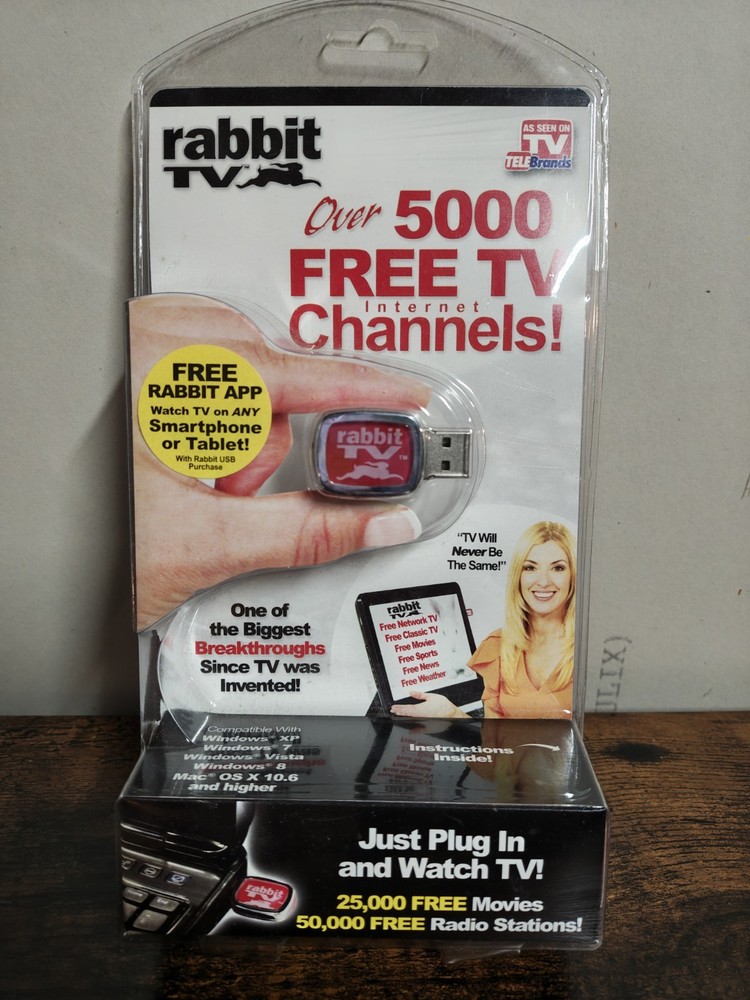 rabbit
TV™
AS SEEN ON
TV
TELEBrands
Over 5000
FREE TV
Internet
Channels!
FREE
RABBIT APP
Watch TV on ANY
Smartphone
or Tablet!
With Rabbit USB
Purchase
rabbit
TV™
"TV Will
Never Be
The Same!"
One of
the Biggest
Breakthroughs
Since TV was
Invented!
rabbit
TV
Free Network TV
Free Classic TV
Free Movies
Free Sports
Free News
Free Weather
Compatible With
Windows® XP
Windows® 7
Windows® Vista
Windows® 8
Mac® OS X 10.6
and higher
Instructions
Inside!
Just Plug In
and Watch TV!
rabbit
TV
25,000 FREE Movies
50,000 FREE Radio Stations!
ULIX)